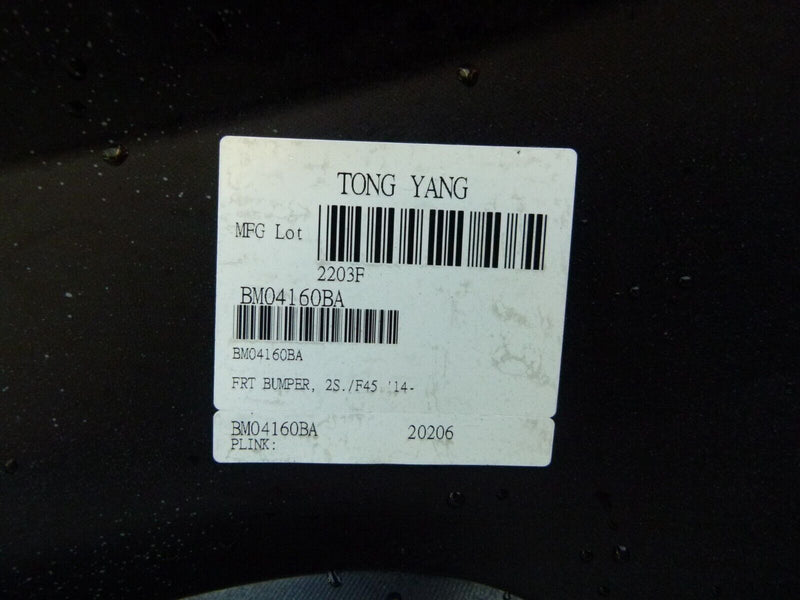 TONG YANG
MFG Lot
2203F
BM04160BA
BM04160BA
FRT BUMPER, 2S./F45 '14-
BM04160BA 20206
PLINK: